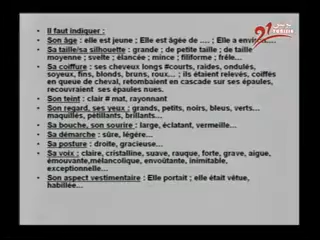 Il faut indiquer :
Son âge : elle est jeune ; Elle est âgée de .... ; Elle a environ....
Sa taille/sa silhouette : grande ; de petite taille ; de taille
moyenne ; svelte ; élancée ; mince ; filiforme ; frêle...
Sa coiffure : ses cheveux longs #courts, raides, ondulés,
soyeux, fins, blonds, bruns, roux... ; ils étaient relevés, coiffés
en queue de cheval, retombaient en cascade sur ses épaules,
recouvraient ses épaules nues.
Son teint : clair # mat, rayonnant
Son regard, ses yeux : grands, petits, noirs, bleus, verts...
maquillés, pétillants, brillants...
Sa bouche, son sourire : large, éclatant, vermeille...
Sa démarche : sûre, légère...
Sa posture : droite, gracieuse...
Sa voix : claire, cristalline, suave, rauque, forte, grave, aigue,
émouvante,mélancolique, envoûtante, inimitable,
exceptionnelle...
Son aspect vestimentaire : Elle portait ; elle était vêtue,
habillée...